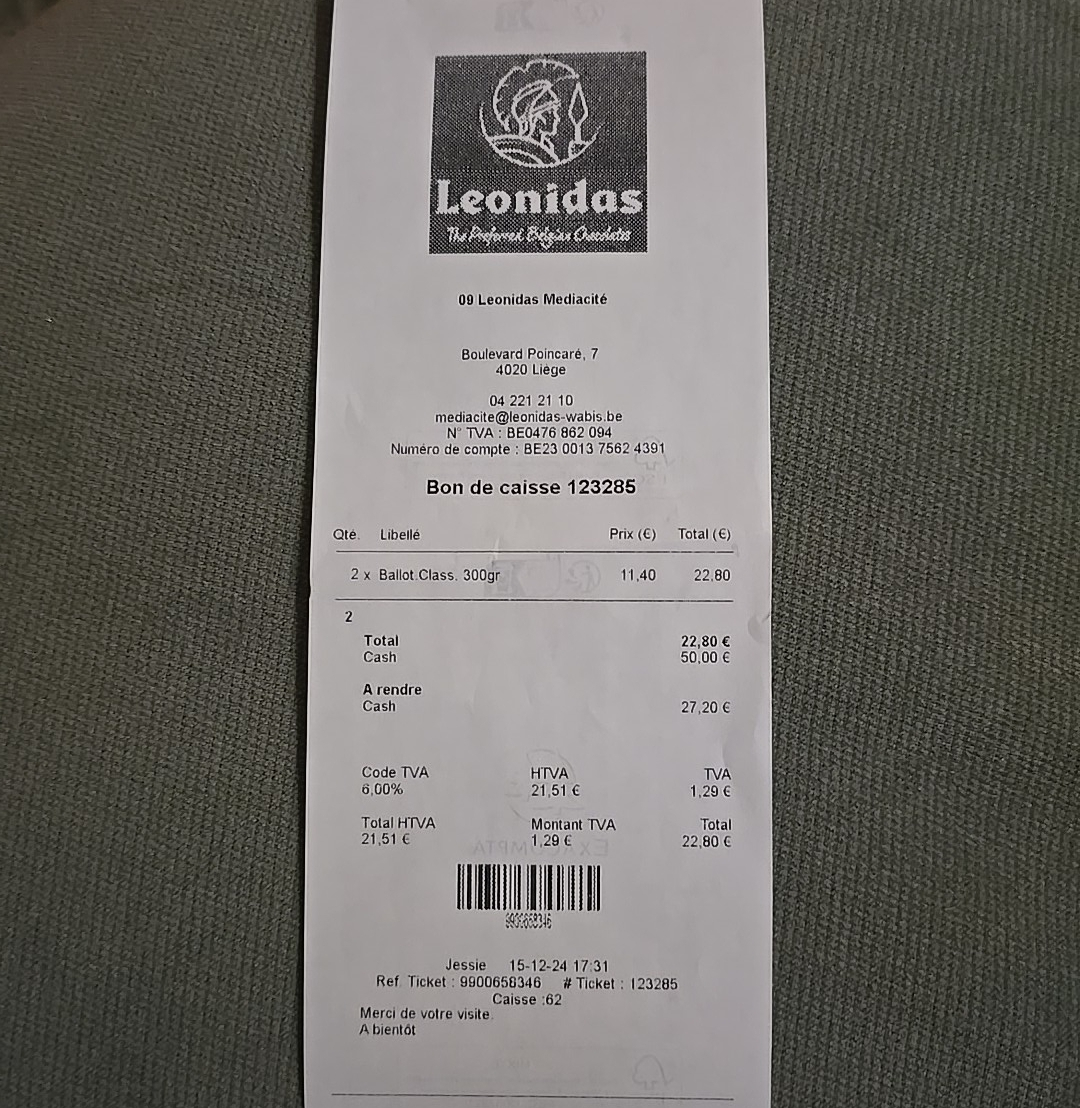 Leonidas
The Preferred Belgian Chocolates
09 Leonidas Mediacité
Boulevard Poincaré, 7
4020 Liège
04 221 21 10
mediacite@leonidas-wabis.be
N° TVA : BE0476 862 094
Numéro de compte : BE23 0013 7562 4391
Bon de caisse 123285
Qté. Libellé Prix (€) Total (€)
2 x Ballot.Class. 300gr 11,40 22,80
2
Total 22,80 €
Cash 50,00 €
A rendre
Cash 27,20 €
Code TVA HTVA TVA
6,00% 21,51 € 1,29 €
Total HTVA Montant TVA Total
21,51 € 1,29 € 22,80 €
EXACOMPTA
9900658346
Jessie 15-12-24 17:31
Ref. Ticket : 9900658346 # Ticket : 123285
Caisse :62
Merci de votre visite.
A bientôt